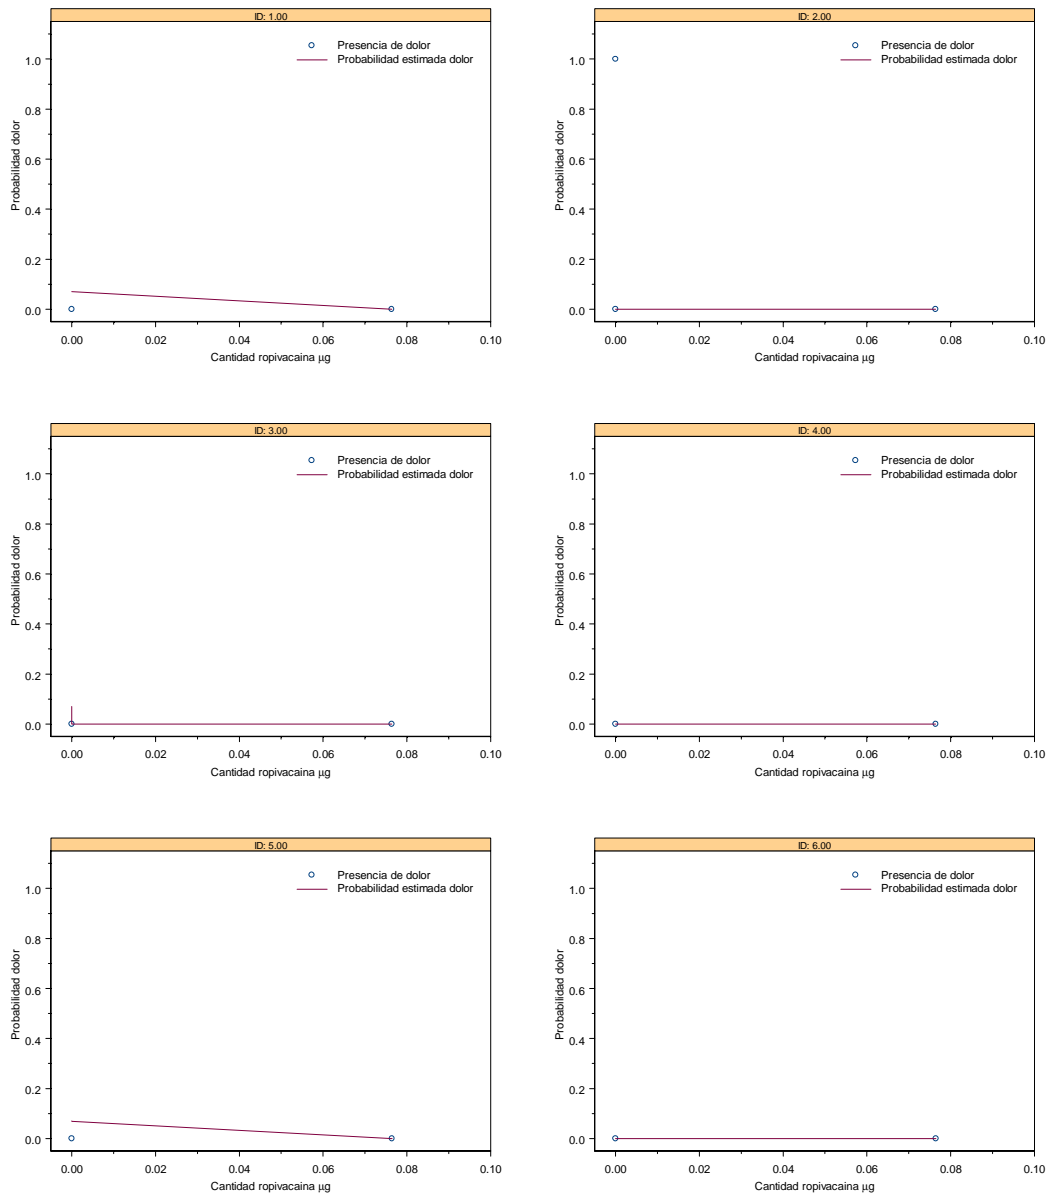 ID: 1.00
Presencia de dolor
Probabilidad estimada dolor
1.0
0.8
0.6
0.4
0.2
0.0
Probabilidad dolor
0.00 0.02 0.04 0.06 0.08 0.10
Cantidad ropivacaina µg
ID: 2.00
Presencia de dolor
Probabilidad estimada dolor
1.0
0.8
0.6
0.4
0.2
0.0
Probabilidad dolor
0.00 0.02 0.04 0.06 0.08 0.10
Cantidad ropivacaina µg
ID: 3.00
Presencia de dolor
Probabilidad estimada dolor
1.0
0.8
0.6
0.4
0.2
0.0
Probabilidad dolor
0.00 0.02 0.04 0.06 0.08 0.10
Cantidad ropivacaina µg
ID: 4.00
Presencia de dolor
Probabilidad estimada dolor
1.0
0.8
0.6
0.4
0.2
0.0
Probabilidad dolor
0.00 0.02 0.04 0.06 0.08 0.10
Cantidad ropivacaina µg
ID: 5.00
Presencia de dolor
Probabilidad estimada dolor
1.0
0.8
0.6
0.4
0.2
0.0
Probabilidad dolor
0.00 0.02 0.04 0.06 0.08 0.10
Cantidad ropivacaina µg
ID: 6.00
Presencia de dolor
Probabilidad estimada dolor
1.0
0.8
0.6
0.4
0.2
0.0
Probabilidad dolor
0.00 0.02 0.04 0.06 0.08 0.10
Cantidad ropivacaina µg